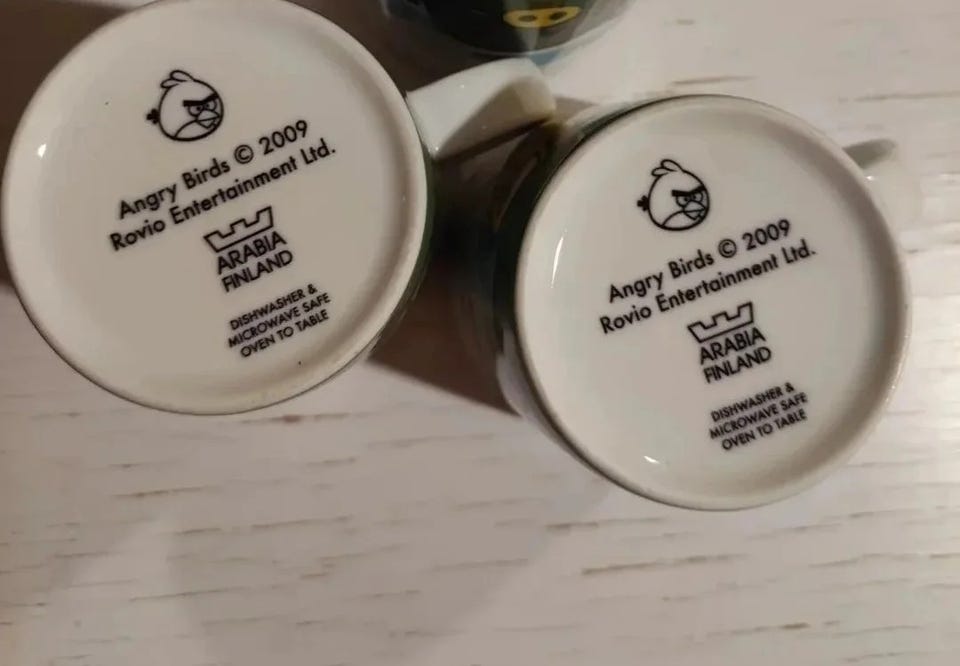 Angry Birds © 2009
Rovio Entertainment Ltd.
ARABIA
FINLAND
DISHWASHER &
MICROWAVE SAFE
OVEN TO TABLE
Angry Birds © 2009
Rovio Entertainment Ltd.
ARABIA
FINLAND
DISHWASHER &
MICROWAVE SAFE
OVEN TO TABLE